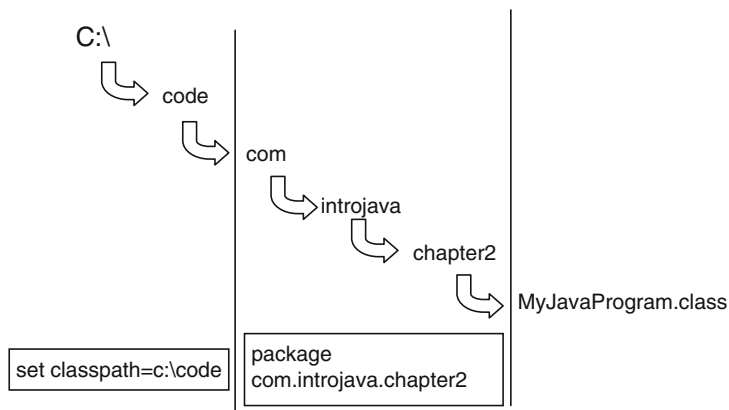 C:\
code
com
introjava
chapter2
MyJavaProgram.class
set classpath=c:\code
package
com.introjava.chapter2